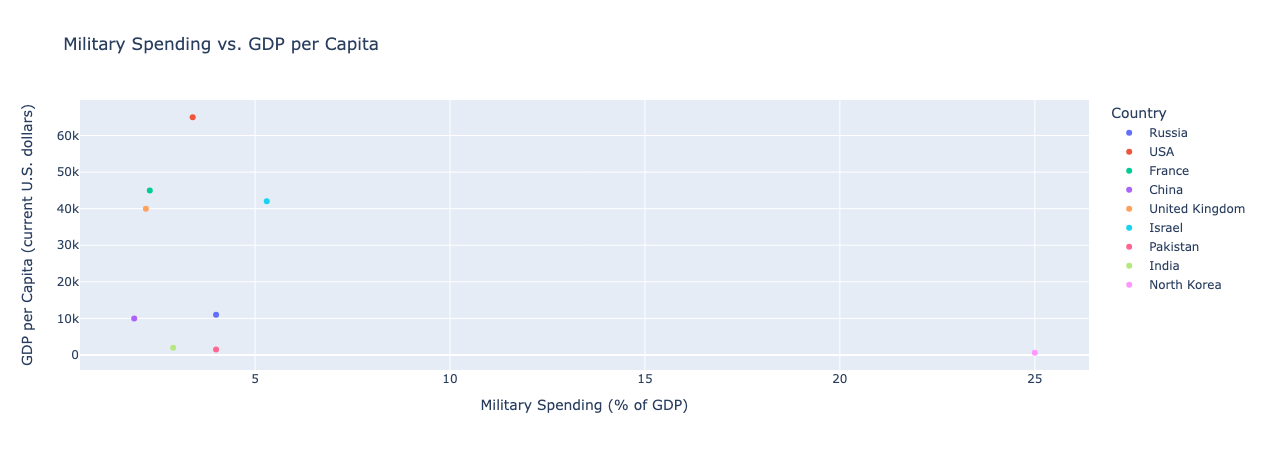 Military Spending vs. GDP per Capita
GDP per Capita (current U.S. dollars)
60k
50k
40k
30k
20k
10k
0
5
10
15
20
25
Military Spending (% of GDP)
Country
Russia
USA
France
China
United Kingdom
Israel
Pakistan
India
North Korea